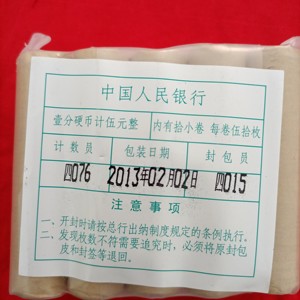 中国人民银行
壹分硬币计伍元整 内有拾小卷 每卷伍拾枚
计数员 包装日期 封包员
四076 2013年02月02日 四015
注意事项
一、开封时请按总行出纳制度规定的条例执行。
二、发现枚数不符需要追究时，必须将原封包
皮和封签等退回。